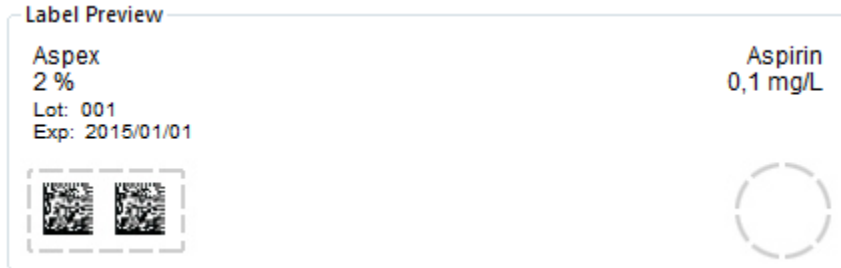 Label Preview
Aspex
2 %
Lot: 001
Exp: 2015/01/01
Aspirin
0,1 mg/L